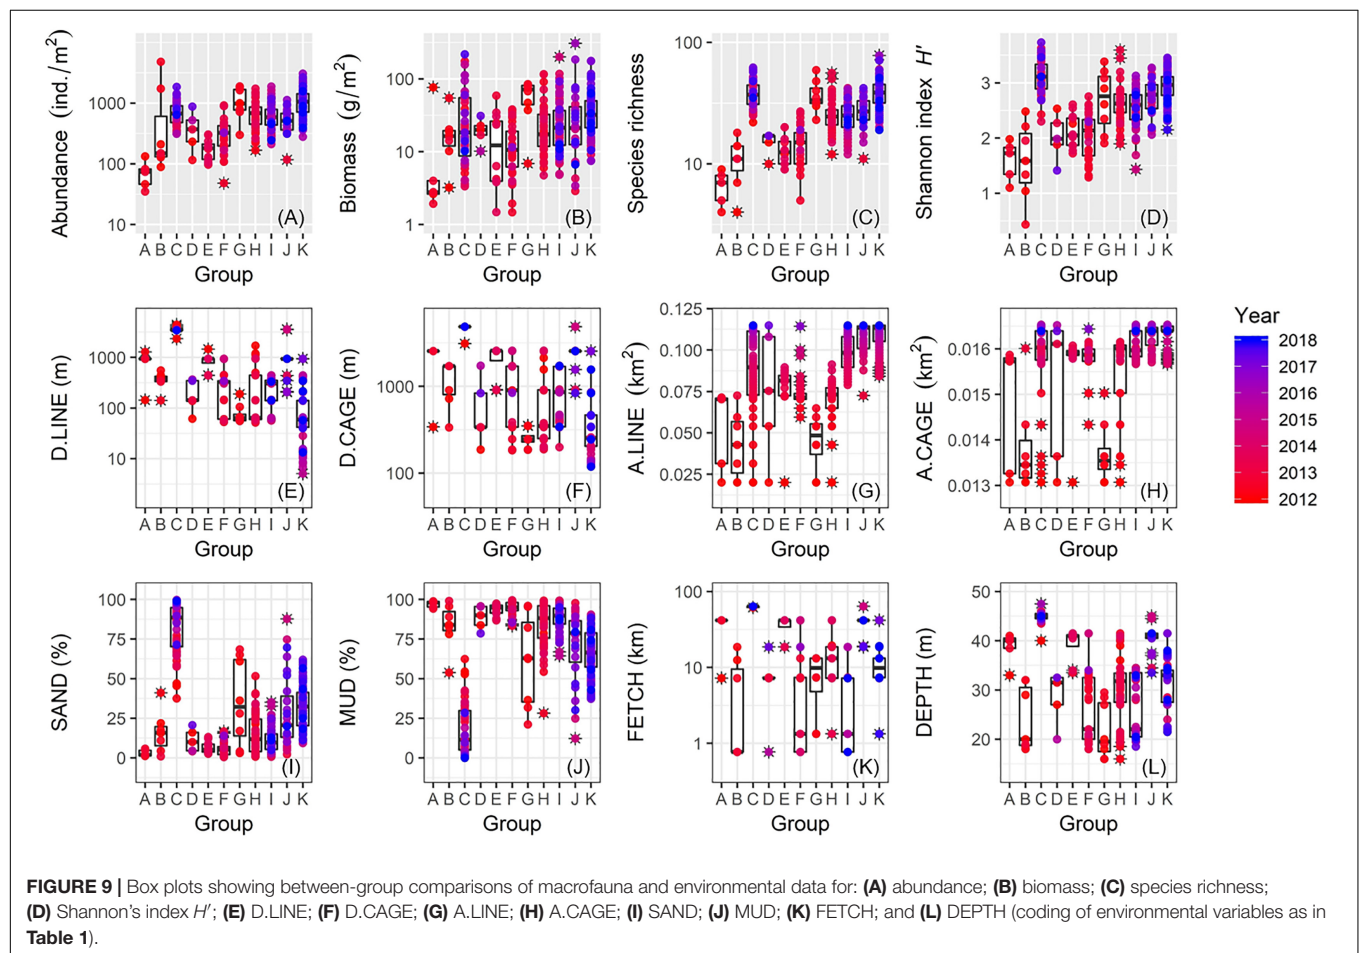 Abundance (ind./m²)
1000
100
10
(A)
A B C D E F G H I J K
Group
Biomass (g/m²)
100
10
1
(B)
A B C D E F G H I J K
Group
Species richness
100
10
(C)
A B C D E F G H I J K
Group
Shannon index H′
3
2
1
(D)
A B C D E F G H I J K
Group
D.LINE (m)
1000
100
10
(E)
A B C D E F G H I J K
Group
D.CAGE (m)
1000
100
(F)
A B C D E F G H I J K
Group
A.LINE (km²)
0.125
0.100
0.075
0.050
0.025
(G)
A B C D E F G H I J K
Group
A.CAGE (km²)
0.016
0.015
0.014
0.013
(H)
A B C D E F G H I J K
Group
Year
2018
2017
2016
2015
2014
2013
2012
SAND (%)
100
75
50
25
0
(I)
A B C D E F G H I J K
Group
MUD (%)
100
75
50
25
0
(J)
A B C D E F G H I J K
Group
FETCH (km)
100
10
1
(K)
A B C D E F G H I J K
Group
DEPTH (m)
50
40
30
20
(L)
A B C D E F G H I J K
Group
FIGURE 9 | Box plots showing between-group comparisons of macrofauna and environmental data for: (A) abundance; (B) biomass; (C) species richness;
(D) Shannon's index H′; (E) D.LINE; (F) D.CAGE; (G) A.LINE; (H) A.CAGE; (I) SAND; (J) MUD; (K) FETCH; and (L) DEPTH (coding of environmental variables as in
Table 1).